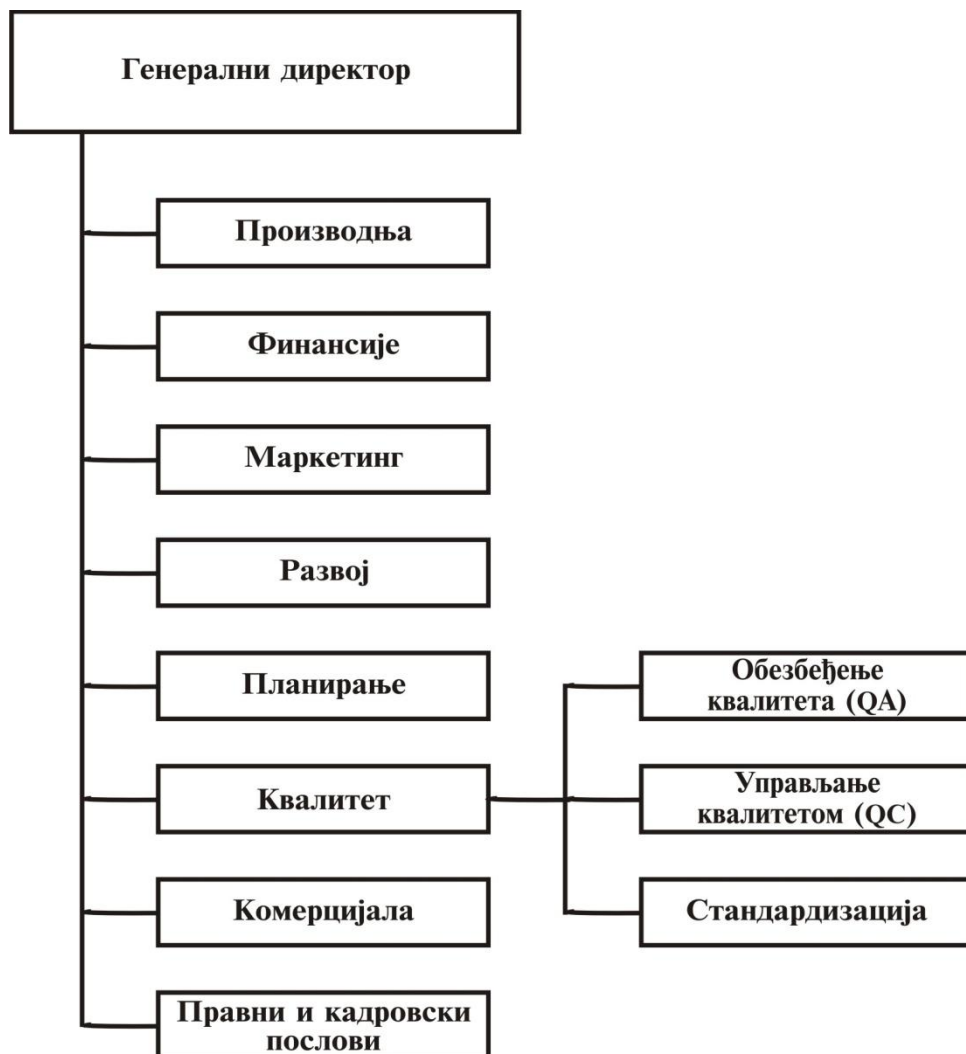 Генерални директор
Производња
Финансије
Маркетинг
Развој
Планирање
Квалитет
Комерцијала
Правни и кадровски
послови
Обезбеђење
квалитета (QA)
Управљање
квалитетом (QC)
Стандардизација